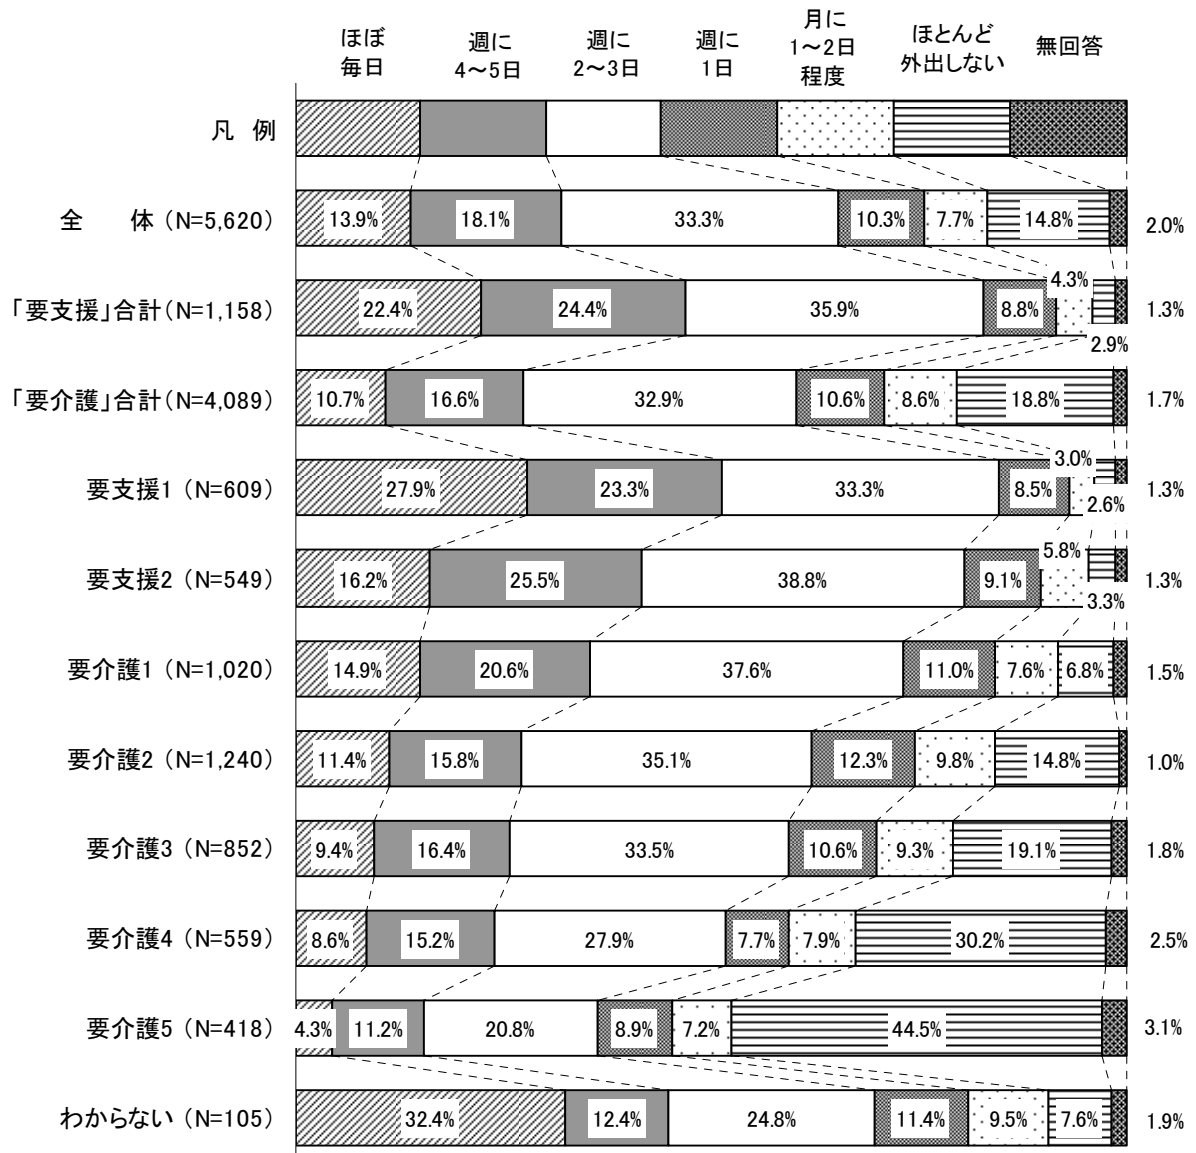 ほぼ
毎日
週に
4～5日
週に
2～3日
週に
1日
月に
1～2日
程度
ほとんど
外出しない
無回答
凡 例
全 体 (N=5,620) 13.9% 18.1% 33.3% 10.3% 7.7% 14.8% 2.0%
「要支援」合計(N=1,158) 22.4% 24.4% 35.9% 8.8% 4.3% 2.9% 1.3%
「要介護」合計(N=4,089) 10.7% 16.6% 32.9% 10.6% 8.6% 18.8% 1.7%
要支援1 (N=609) 27.9% 23.3% 33.3% 8.5% 3.0% 2.6% 1.3%
要支援2 (N=549) 16.2% 25.5% 38.8% 9.1% 5.8% 3.3% 1.3%
要介護1 (N=1,020) 14.9% 20.6% 37.6% 11.0% 7.6% 6.8% 1.5%
要介護2 (N=1,240) 11.4% 15.8% 35.1% 12.3% 9.8% 14.8% 1.0%
要介護3 (N=852) 9.4% 16.4% 33.5% 10.6% 9.3% 19.1% 1.8%
要介護4 (N=559) 8.6% 15.2% 27.9% 7.7% 7.9% 30.2% 2.5%
要介護5 (N=418) 4.3% 11.2% 20.8% 8.9% 7.2% 44.5% 3.1%
わからない (N=105) 32.4% 12.4% 24.8% 11.4% 9.5% 7.6% 1.9%